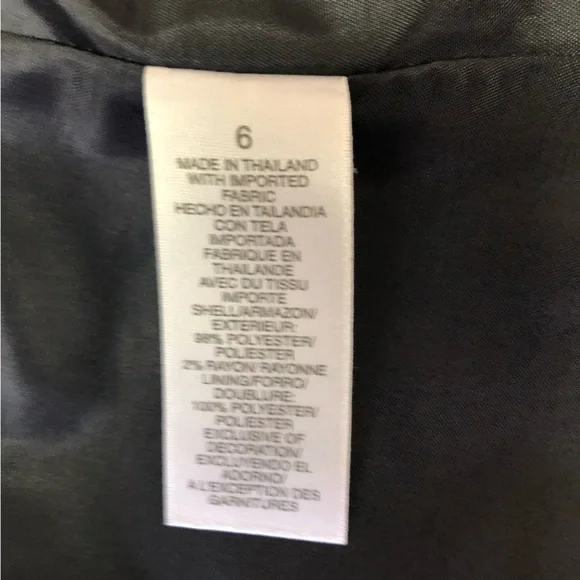 6
MADE IN THAILAND
WITH IMPORTED
FABRIC
HECHO EN TAILANDIA
CON TELA
IMPORTADA
FABRIQUE EN
THAILANDE
AVEC DU TISSU
IMPORTE
SHELL/ARMAZON/
EXTERIEUR:
98% POLYESTER/
POLIESTER
2% RAYON/RAYONNE
LINING/FORRO/
DOUBLURE:
100% POLYESTER/
POLIESTER
EXCLUSIVE OF
DECORATION/
EXCLUYENDO EL
ADORNO/
A L'EXCEPTION DES
GARNITURES